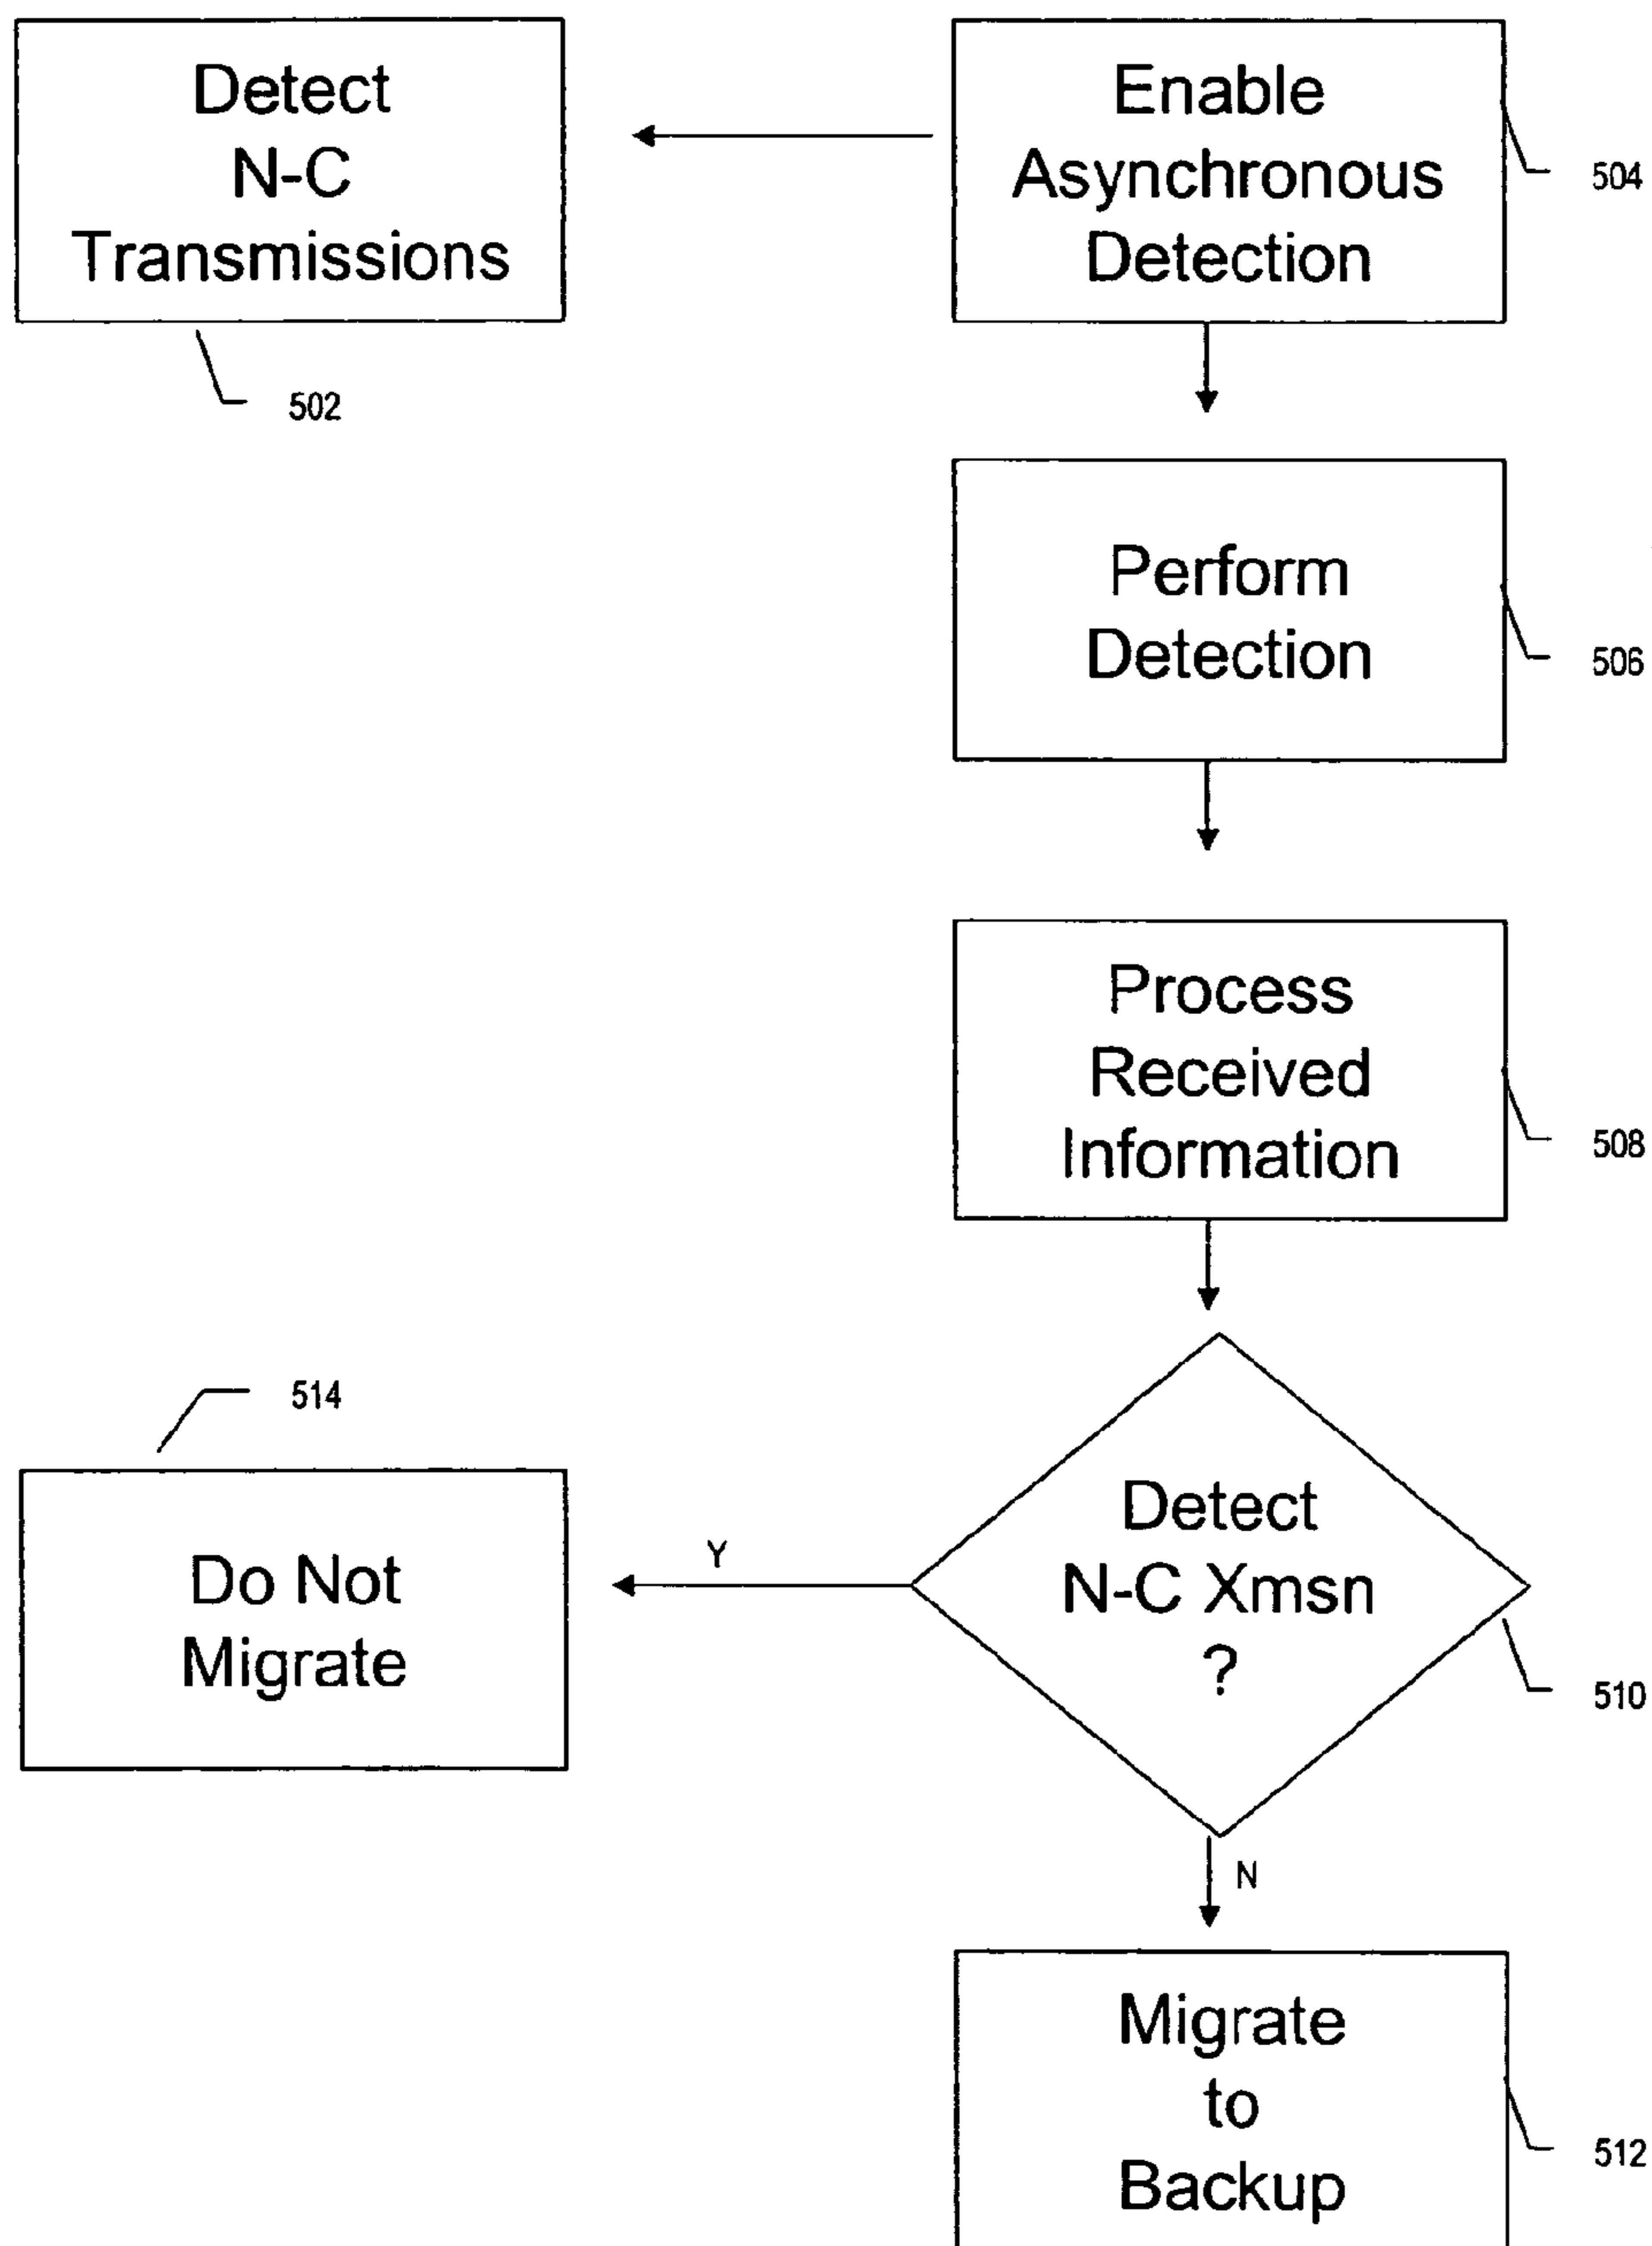 Detect
N-C
Transmissions
502
Enable
Asynchronous
Detection
504
Perform
Detection
506
Process
Received
Information
508
Detect
N-C Xmsn
?
510
Y
514
Do Not
Migrate
N
Migrate
to
Backup
512